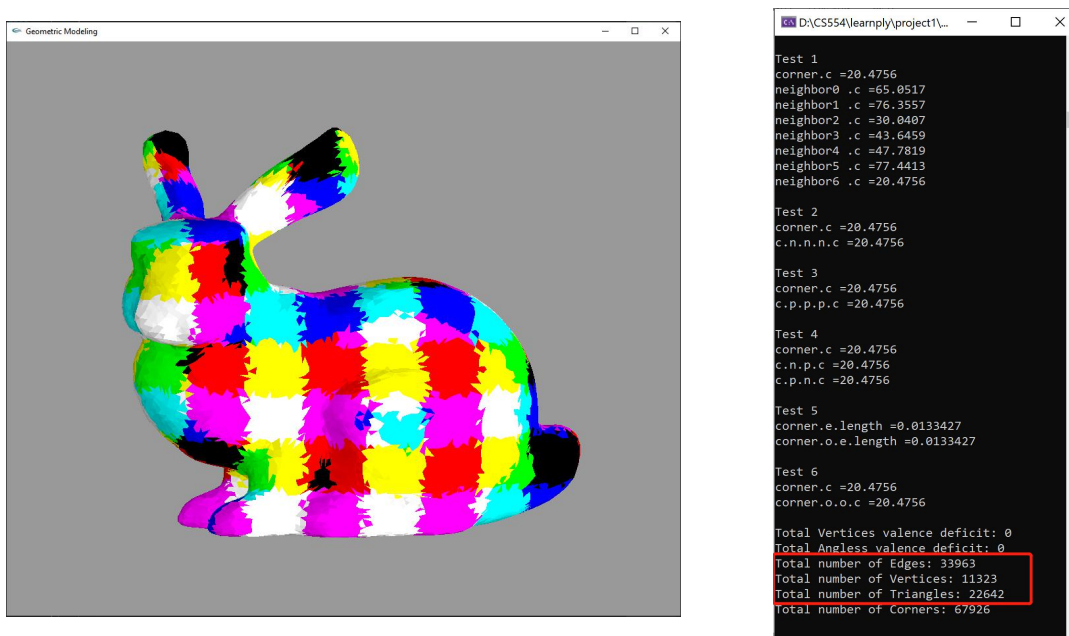 Geometric Modeling
D:\CS554\learnply\project1\...
Test 1
corner.c =20.4756
neighbor0 .c =65.0517
neighbor1 .c =76.3557
neighbor2 .c =30.0407
neighbor3 .c =43.6459
neighbor4 .c =47.7819
neighbor5 .c =77.4413
neighbor6 .c =20.4756
Test 2
corner.c =20.4756
c.n.n.n.c =20.4756
Test 3
corner.c =20.4756
c.p.p.p.c =20.4756
Test 4
corner.c =20.4756
c.n.p.c =20.4756
c.p.n.c =20.4756
Test 5
corner.e.length =0.0133427
corner.o.e.length =0.0133427
Test 6
corner.c =20.4756
corner.o.o.c =20.4756
Total Vertices valence deficit: 0
Total Angless valence deficit: 0
Total number of Edges: 33963
Total number of Vertices: 11323
Total number of Triangles: 22642
Total number of Corners: 67926